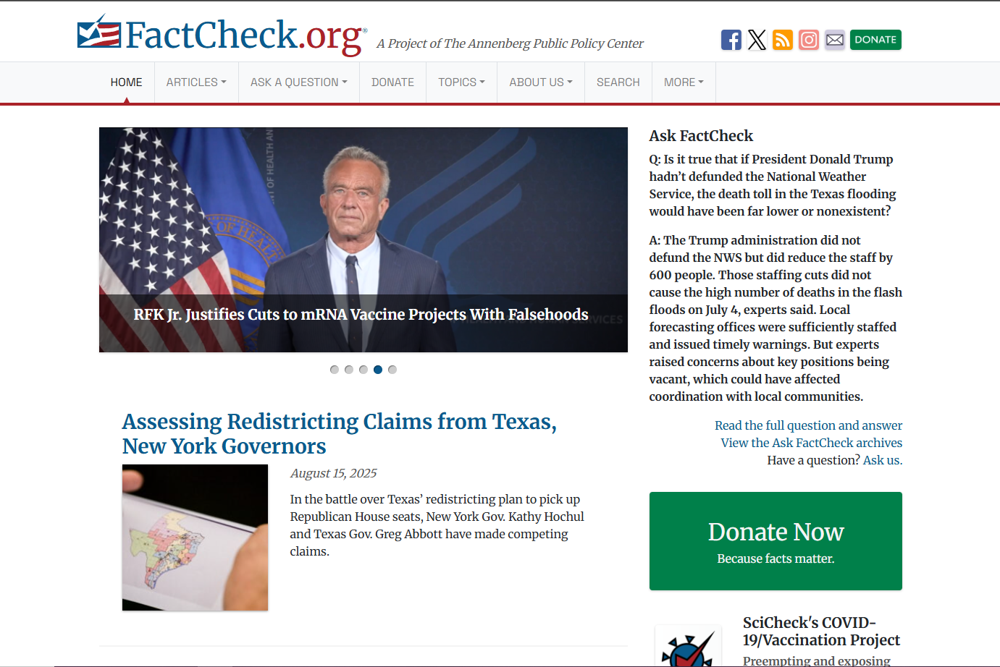 FactCheck.org®
A Project of The Annenberg Public Policy Center
DONATE
HOME
ARTICLES
ASK A QUESTION
DONATE
TOPICS
ABOUT US
SEARCH
MORE
OF HEALTH AN
OF HEALTH
RFK Jr. Justifies Cuts to mRNA Vaccine Projects With Falsehoods
Assessing Redistricting Claims from Texas,
New York Governors
August 15, 2025
In the battle over Texas’ redistricting plan to pick up
Republican House seats, New York Gov. Kathy Hochul
and Texas Gov. Greg Abbott have made competing
claims.
Ask FactCheck
Q: Is it true that if President Donald Trump
hadn’t defunded the National Weather
Service, the death toll in the Texas flooding
would have been far lower or nonexistent?
A: The Trump administration did not
defund the NWS but did reduce the staff by
600 people. Those staffing cuts did not
cause the high number of deaths in the flash
floods on July 4, experts said. Local
forecasting offices were sufficiently staffed
and issued timely warnings. But experts
raised concerns about key positions being
vacant, which could have affected
coordination with local communities.
Read the full question and answer
View the Ask FactCheck archives
Have a question? Ask us.
Donate Now
Because facts matter.
SciCheck's COVID-
19/Vaccination Project
Preempting and exposing